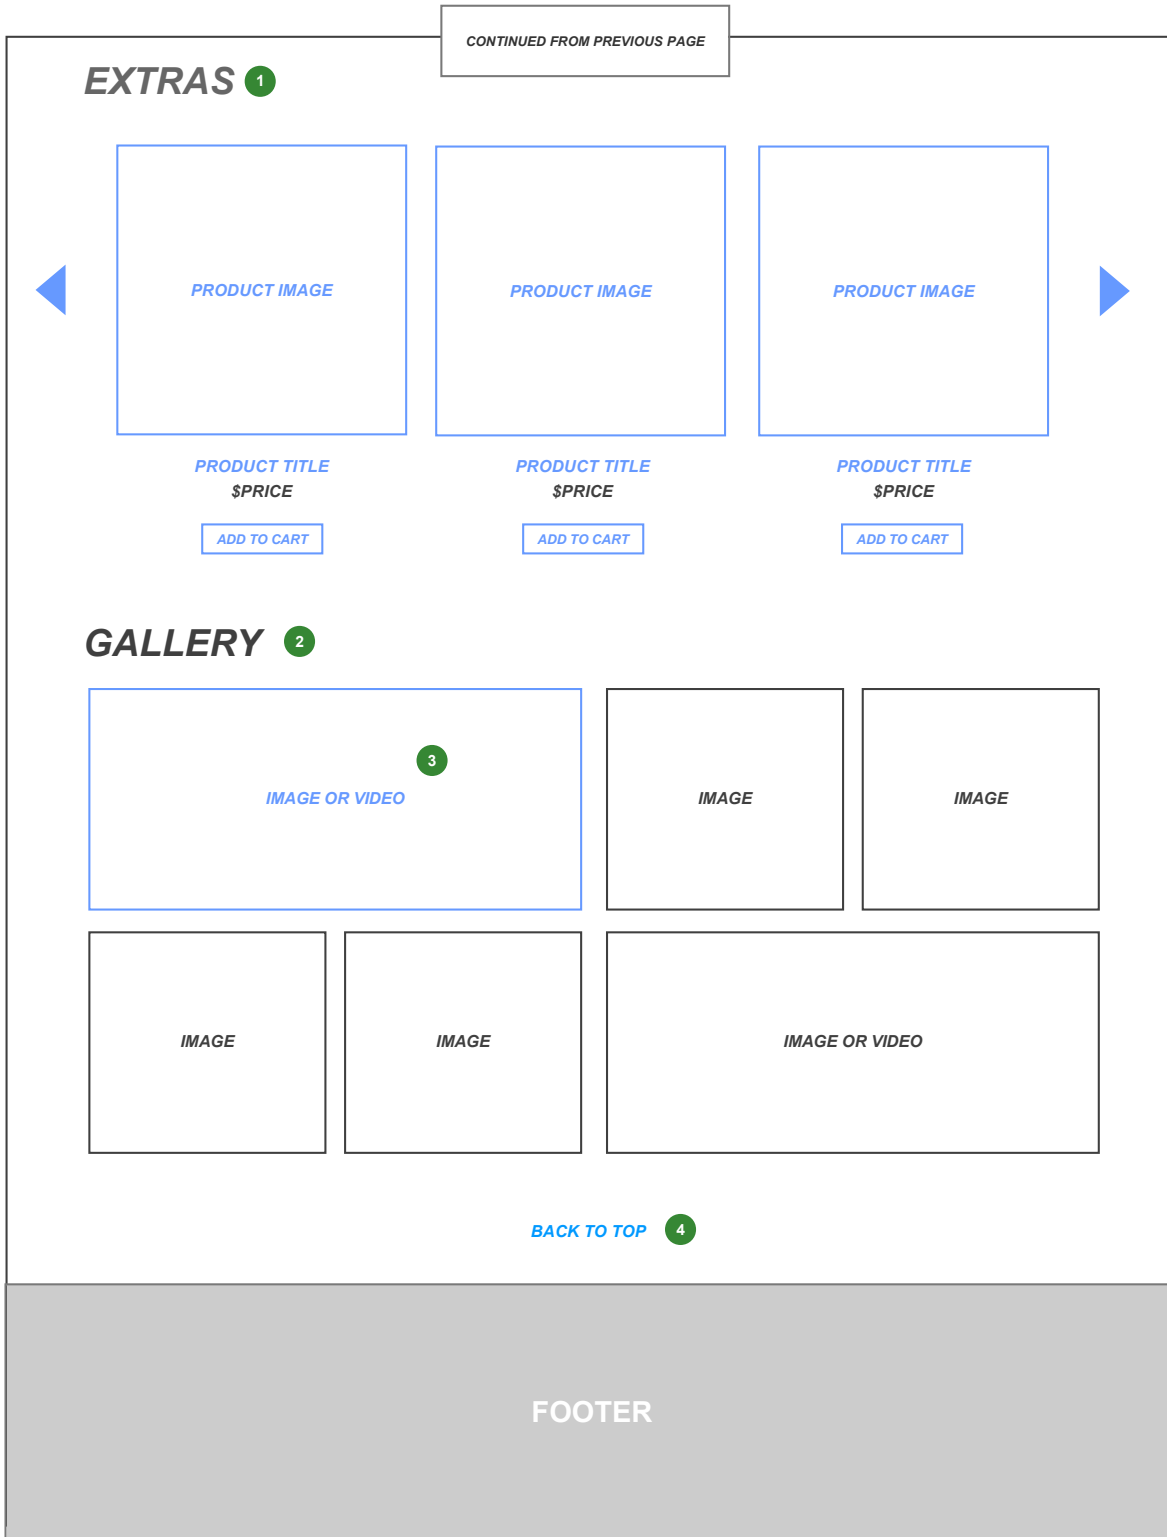 CONTINUED FROM PREVIOUS PAGE
EXTRAS 1
PRODUCT IMAGE PRODUCT IMAGE PRODUCT IMAGE
PRODUCT TITLE PRODUCT TITLE PRODUCT TITLE
$PRICE $PRICE $PRICE
ADD TO CART ADD TO CART ADD TO CART
GALLERY 2
3
IMAGE OR VIDEO IMAGE IMAGE
IMAGE IMAGE IMAGE OR VIDEO
BACK TO TOP 4
FOOTER